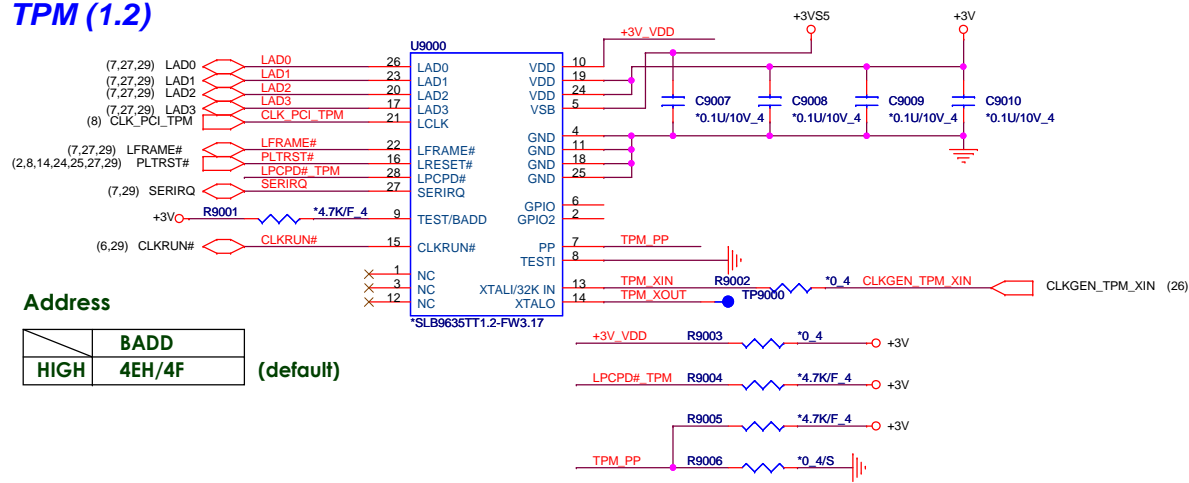 TPM (1.2)
+3VS5
+3V
+3V_VDD
U9000
(7,27,29) LAD0 LAD0 26 LAD0 VDD 10
(7,27,29) LAD1 LAD1 23 LAD1 VDD 19
(7,27,29) LAD2 LAD2 20 LAD2 VDD 24
(7,27,29) LAD3 LAD3 17 LAD3 VSB 5
(8) CLK_PCI_TPM CLK_PCI_TPM 21 LCLK
C9007 C9008 C9009 C9010
*0.1U/10V_4 *0.1U/10V_4 *0.1U/10V_4 *0.1U/10V_4
GND 4
(7,27,29) LFRAME# LFRAME# 22 LFRAME# GND 11
(2,8,14,24,25,27,29) PLTRST# PLTRST# 16 LRESET# GND 18
LPCPD#_TPM 28 LPCPD# GND 25
(7,29) SERIRQ SERIRQ 27 SERIRQ
GPIO 6
+3V R9001 *4.7K/F_4 9 TEST/BADD GPIO2 2
(6,29) CLKRUN# CLKRUN# 15 CLKRUN# PP 7 TPM_PP
TESTI 8
1 NC
3 NC XTALI/32K IN 13 TPM_XIN R9002 *0_4 CLKGEN_TPM_XIN CLKGEN_TPM_XIN (26)
12 NC XTALO 14 TPM_XOUT TP9000
*SLB9635TT1.2-FW3.17
Address
BADD
HIGH 4EH/4F (default)
+3V_VDD R9003 *0_4 +3V
LPCPD#_TPM R9004 *4.7K/F_4 +3V
R9005 *4.7K/F_4 +3V
TPM_PP R9006 *0_4/S